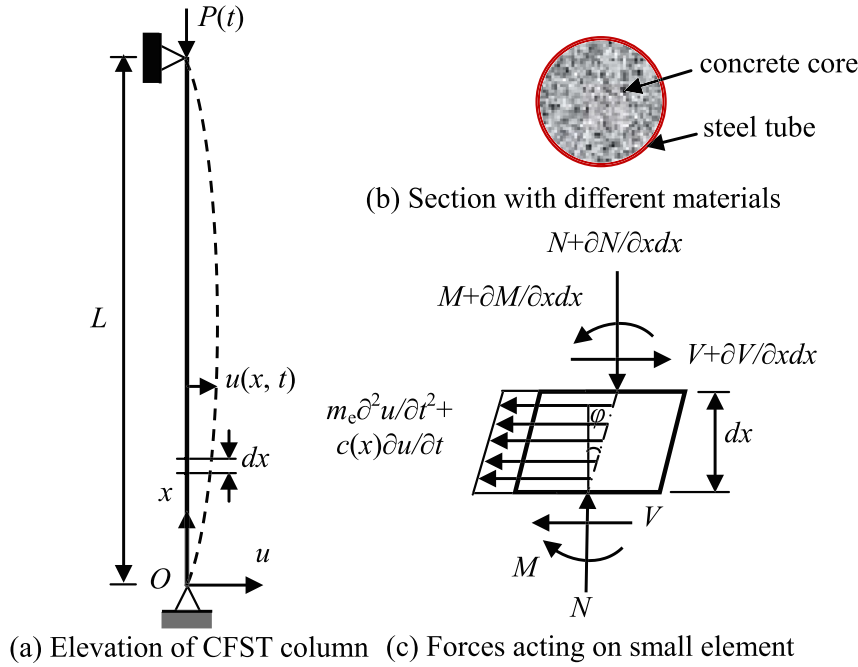 P(t)
L
u(x, t)
dx
x
O
u
(a) Elevation of CFST column
concrete core
steel tube
(b) Section with different materials
N+∂N/∂xdx
M+∂M/∂xdx
V+∂V/∂xdx
mₑ∂²u/∂t²+
c(x)∂u/∂t
φ
γ
dx
V
M
N
(c) Forces acting on small element